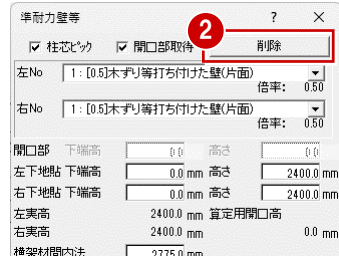 準耐力壁等 ? ×
2
柱芯ピック 開口部取得 削除
左No 1:[0.5]木ずり等打ち付けた壁(片面)
倍率: 0.50
右No 1:[0.5]木ずり等打ち付けた壁(片面)
倍率: 0.50
開口部 下端高 0.0 高さ 0.0 mm
左下地貼 下端高 0.0 mm 高さ 2400.0 mm
右下地貼 下端高 0.0 mm 高さ 2400.0 mm
左実高 2400.0 mm 算定用開口高
右実高 2400.0 mm 0.0 mm
横架材間内法 2775.0 mm